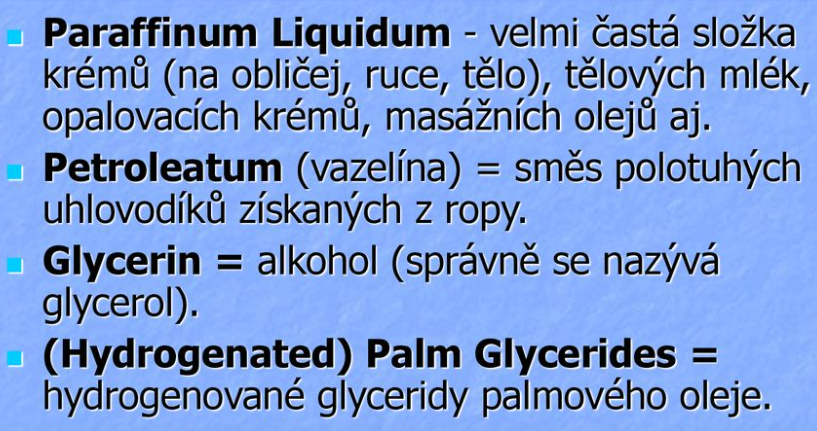 Paraffinum Liquidum - velmi častá složka
krémů (na obličej, ruce, tělo), tělových mlék,
opalovacích krémů, masážních olejů aj.
Petroleatum (vazelína) = směs polotuhých
uhlovodíků získaných z ropy.
Glycerin = alkohol (správně se nazývá
glycerol).
(Hydrogenated) Palm Glycerides =
hydrogenované glyceridy palmového oleje.